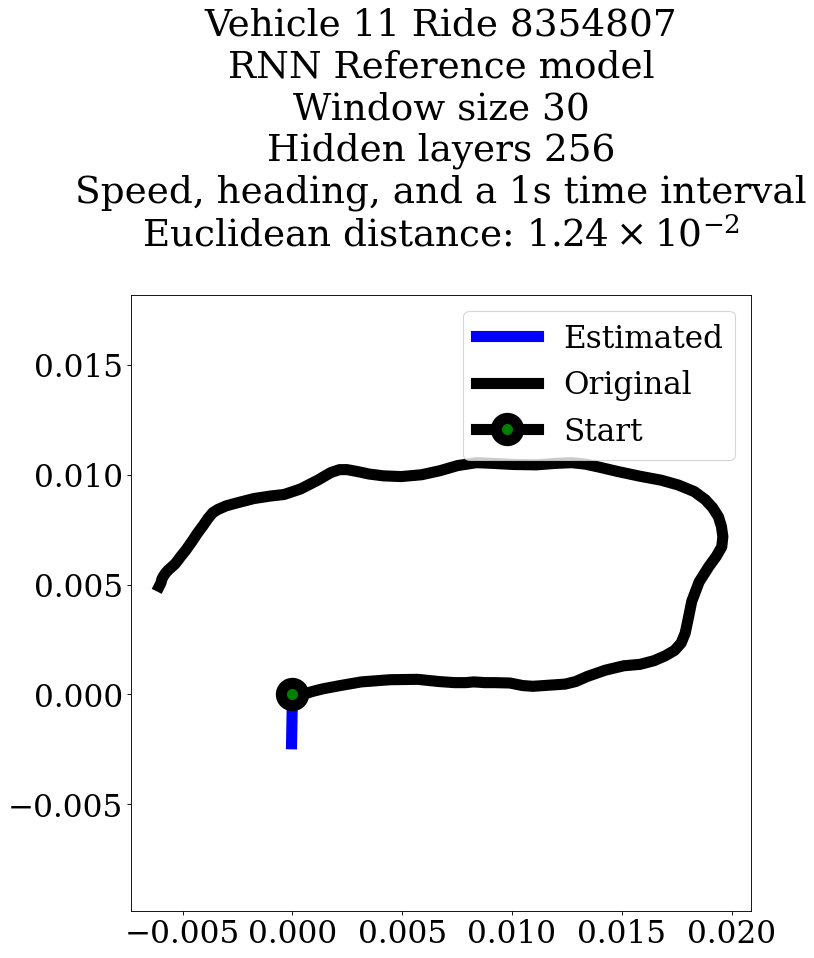 Vehicle 11 Ride 8354807
RNN Reference model
Window size 30
Hidden layers 256
Speed, heading, and a 1s time interval
Euclidean distance: 1.24 × 10⁻²
Estimated
Original
Start
0.015
0.010
0.005
0.000
−0.005
−0.005 0.000 0.005 0.010 0.015 0.020